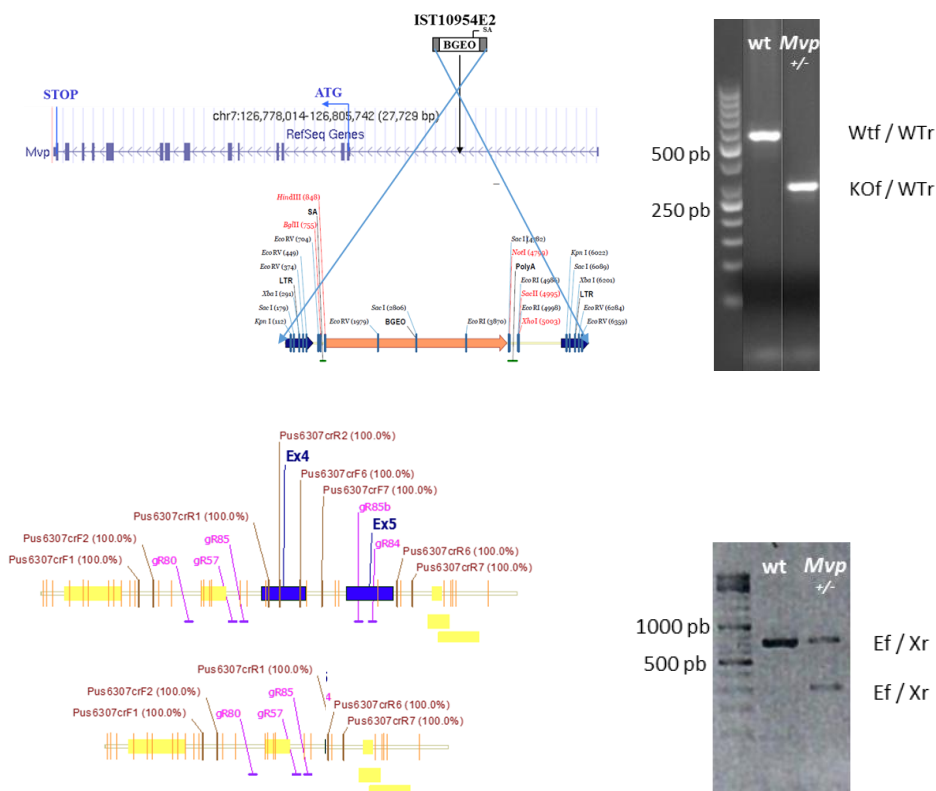 IST10954E2
SA
BGEO
STOP
ATG
chr7:126,778,014-126,805,742 (27,729 bp)
RefSeq Genes
Mvp
HindIII (848)
SA
BglII (755)
EcoRV (704)
EcoRV (449)
EcoRV (374)
LTR
XbaI (291)
SacI (179)
KpnI (112)
EcoRV (1979)
SacI (2806)
BGEO
EcoRI (3870)
NotI (4799)
PolyA
EcoRI (4986)
SacII (4995)
EcoRI (4998)
XhoI (5003)
KpnI (6022)
SacI (6089)
XbaI (6201)
LTR
EcoRV (6284)
EcoRV (6359)
wt
Mvp
+/-
500 pb
250 pb
Wtf / WTr
KOf / WTr
Pus6307crR2 (100.0%)
Ex4
Pus6307crF6 (100.0%)
Pus6307crF7 (100.0%)
gR85b
Pus6307crR1 (100.0%)
Ex5
Pus6307crF2 (100.0%)
gR85
gR84
Pus6307crF1 (100.0%)
gR80
gR57
Pus6307crR6 (100.0%)
Pus6307crR7 (100.0%)
Pus6307crR1 (100.0%)
4
Pus6307crF2 (100.0%)
gR85
Pus6307crR6 (100.0%)
Pus6307crF1 (100.0%)
gR80
gR57
Pus6307crR7 (100.0%)
wt
Mvp
+/-
1000 pb
500 pb
Ef / Xr
Ef / Xr